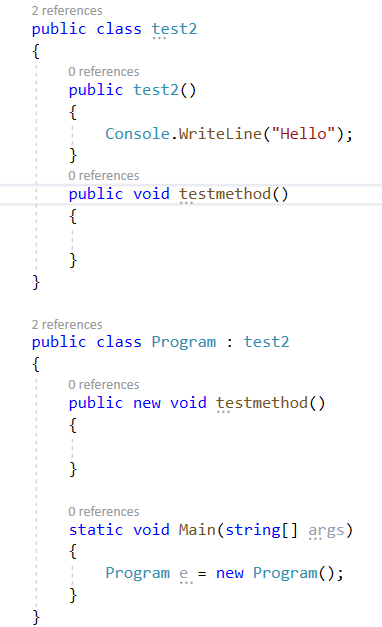 2 references
public class test2
{
0 references
public test2()
{
Console.WriteLine("Hello");
}
0 references
public void testmethod()
{
}
}
2 references
public class Program : test2
{
0 references
public new void testmethod()
{
}
0 references
static void Main(string[] args)
{
Program e = new Program();
}
}